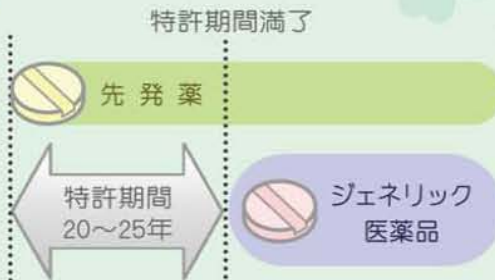 特許期間満了
先発薬
特許期間
20〜25年
ジェネリック
医薬品